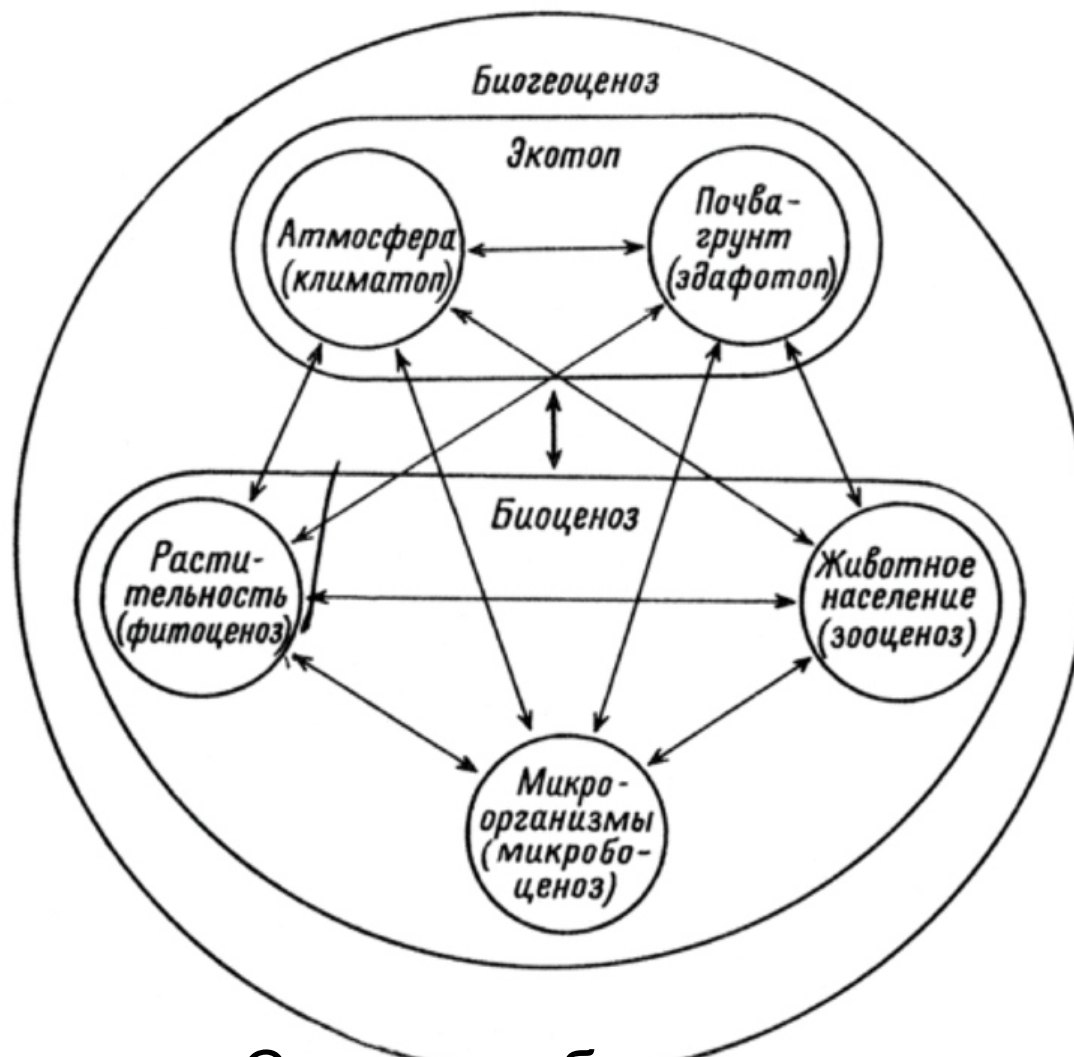 Биогеоценоз
Экотоп
Атмосфера
(климатоп)
Почва-
грунт
(эдафотоп)
Биоценоз
Расти-
тельность
(фитоценоз)
Животное
население
(зооценоз)
Микро-
организмы
(микробо-
ценоз)